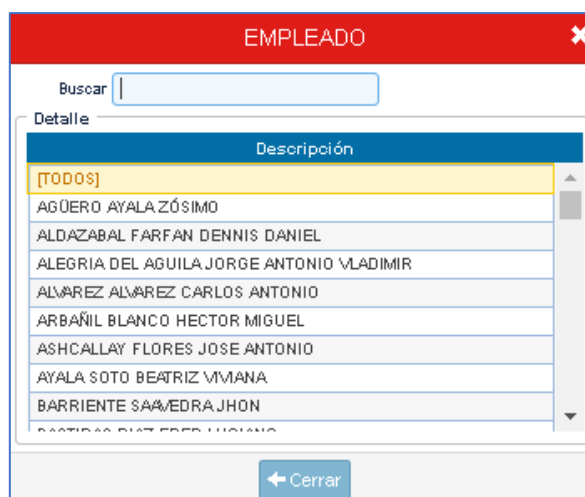 EMPLEADO
Buscar
Detalle
Descripción
[TODOS]
AGÜERO AYALA ZÓSIMO
ALDAZABAL FARFAN DENNIS DANIEL
ALEGRIA DEL AGUILA JORGE ANTONIO VLADIMIR
ALVAREZ ALVAREZ CARLOS ANTONIO
ARBAÑIL BLANCO HECTOR MIGUEL
ASHCALLAY FLORES JOSE ANTONIO
AYALA SOTO BEATRIZ VIVIANA
BARRIENTE SAAVEDRA JHON
Cerrar